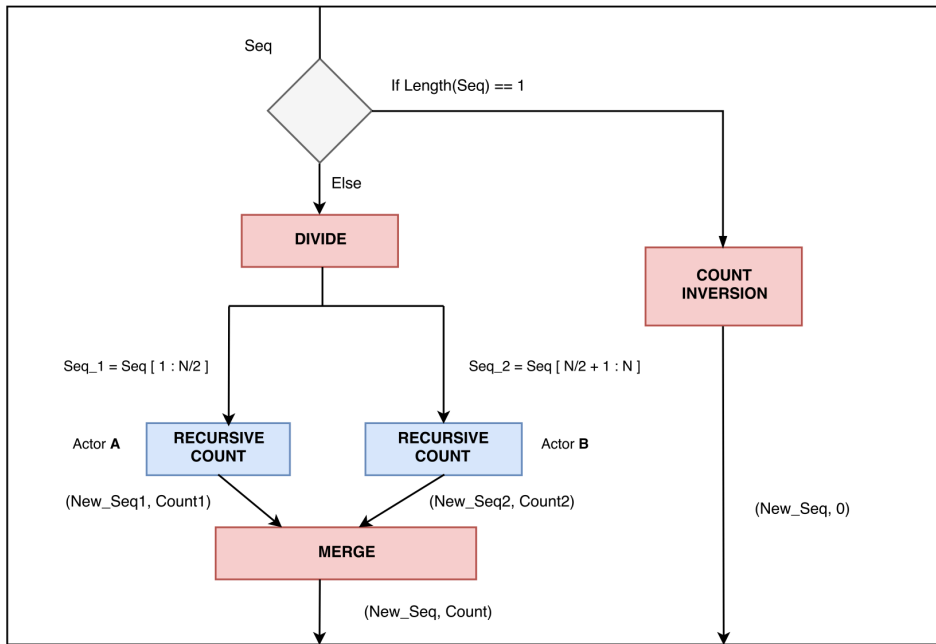 Seq
If Length(Seq) == 1
Else
DIVIDE
COUNT
INVERSION
Seq_1 = Seq [ 1 : N/2 ]
Seq_2 = Seq [ N/2 + 1 : N ]
Actor A
RECURSIVE
COUNT
RECURSIVE
COUNT
Actor B
(New_Seq1, Count1)
(New_Seq2, Count2)
(New_Seq, 0)
MERGE
(New_Seq, Count)